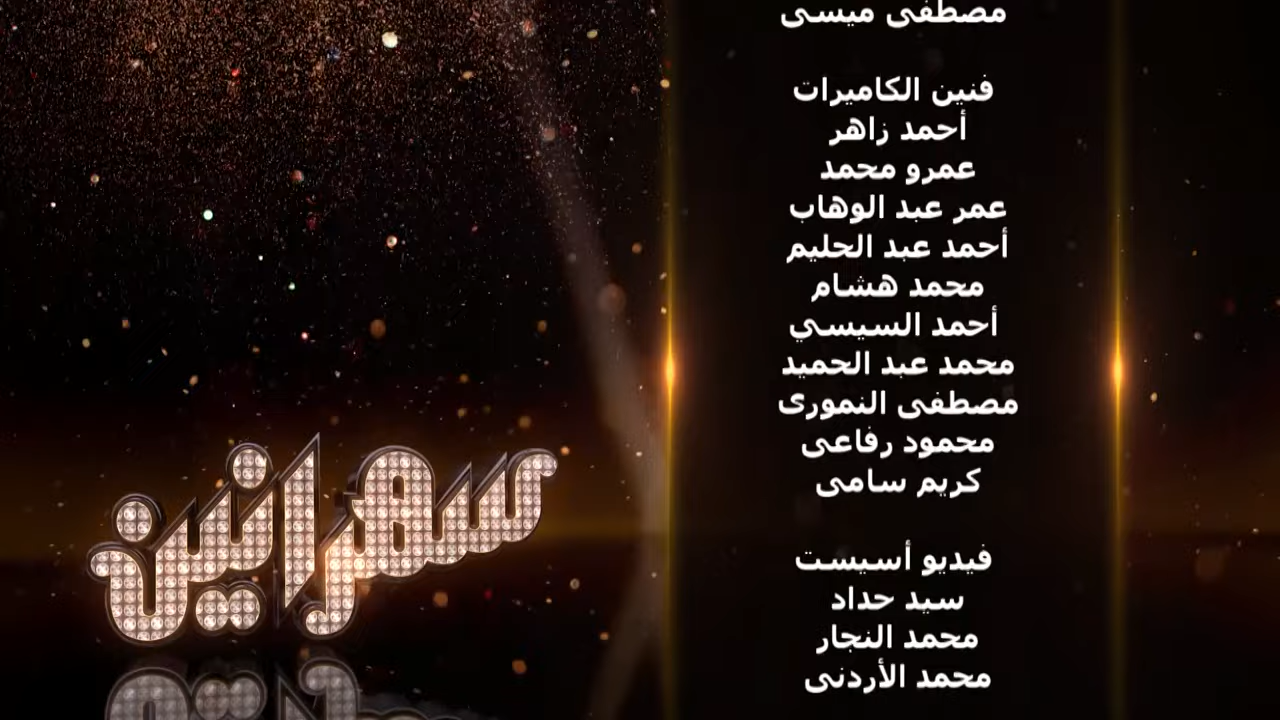 مصطفى ميسى
فنين الكاميرات
أحمد زاهر
عمرو محمد
عمر عبد الوهاب
أحمد عبد الحليم
محمد هشام
أحمد السيسي
محمد عبد الحميد
مصطفى النمورى
محمود رفاعى
كريم سامى
فيديو أسيست
سيد حداد
محمد النجار
محمد الأردنى
سهرانين